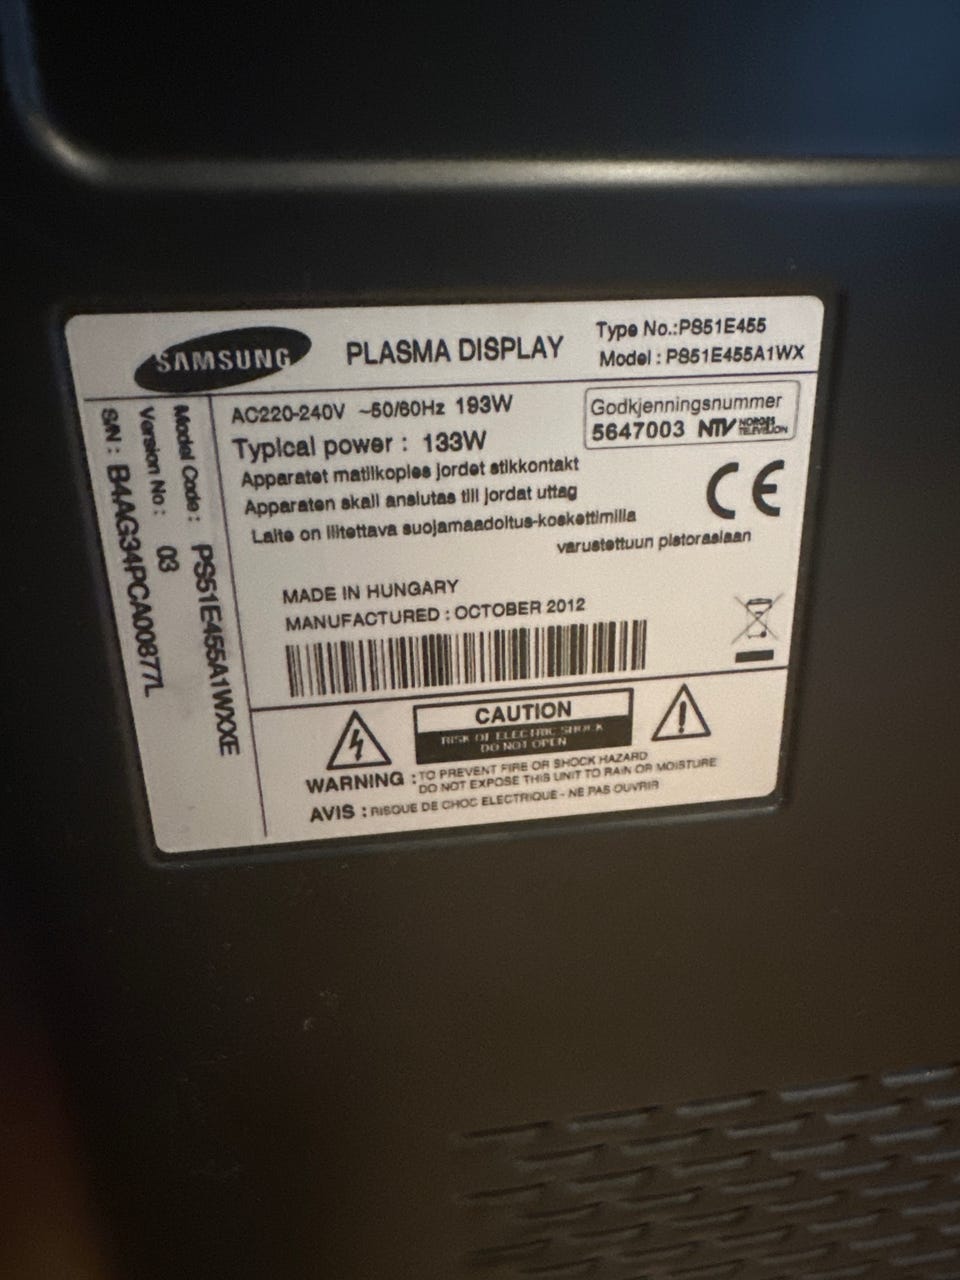 SAMSUNG
PLASMA DISPLAY
Type No.:PS51E455
Model : PS51E455A1WX
AC220-240V ~50/60Hz 193W
Typical power : 133W
Godkjenningsnummer
5647003 NTV NORGES
TELEVISJON
Apparatet må tilkoples jordet stikkontakt
Apparaten skall anslutas till jordat uttag
Laite on liitettävä suojamaadoitus-koskettimilla
varustettuun pistorasiaan
CE
MADE IN HUNGARY
MANUFACTURED : OCTOBER 2012
CAUTION
RISK OF ELECTRIC SHOCK
DO NOT OPEN
WARNING : TO PREVENT FIRE OR SHOCK HAZARD
DO NOT EXPOSE THIS UNIT TO RAIN OR MOISTURE
AVIS : RISQUE DE CHOC ELECTRIQUE - NE PAS OUVRIR
Model Code : PS51E455A1WXXE
Version No : 03
S/N : B4AG34PCA00877L